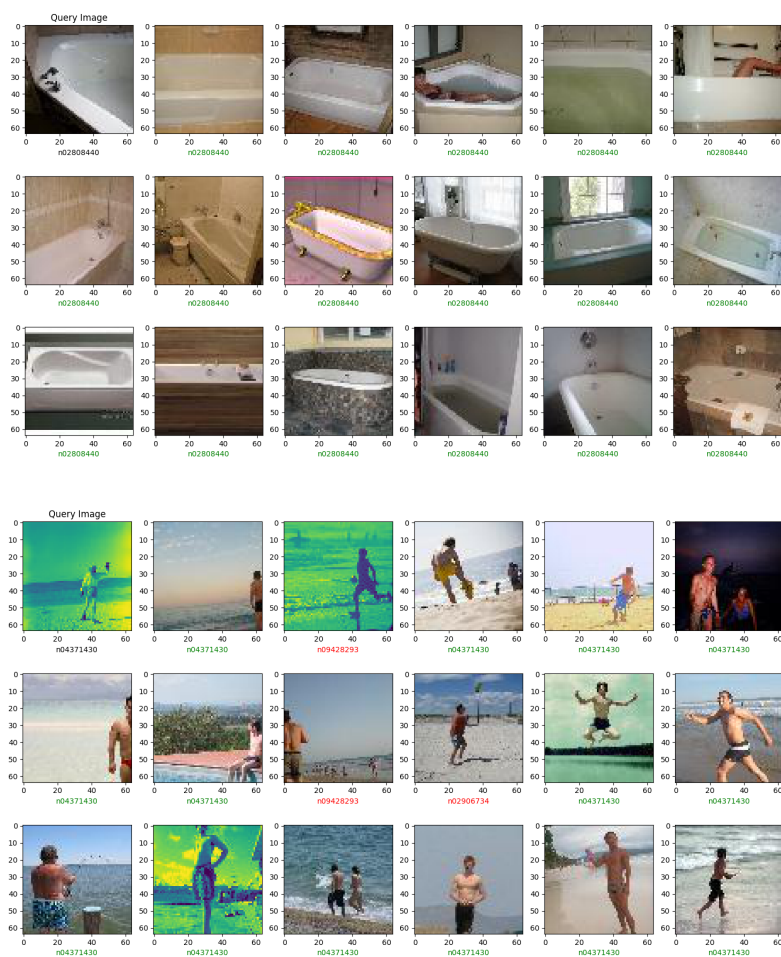 Query Image
n02808440 n02808440 n02808440 n02808440 n02808440 n02808440
n02808440 n02808440 n02808440 n02808440 n02808440 n02808440
n02808440 n02808440 n02808440 n02808440 n02808440 n02808440
Query Image
n04371430 n04371430 n09428293 n04371430 n04371430 n04371430
n04371430 n04371430 n09428293 n02906734 n04371430 n04371430
n04371430 n04371430 n04371430 n04371430 n04371430 n04371430